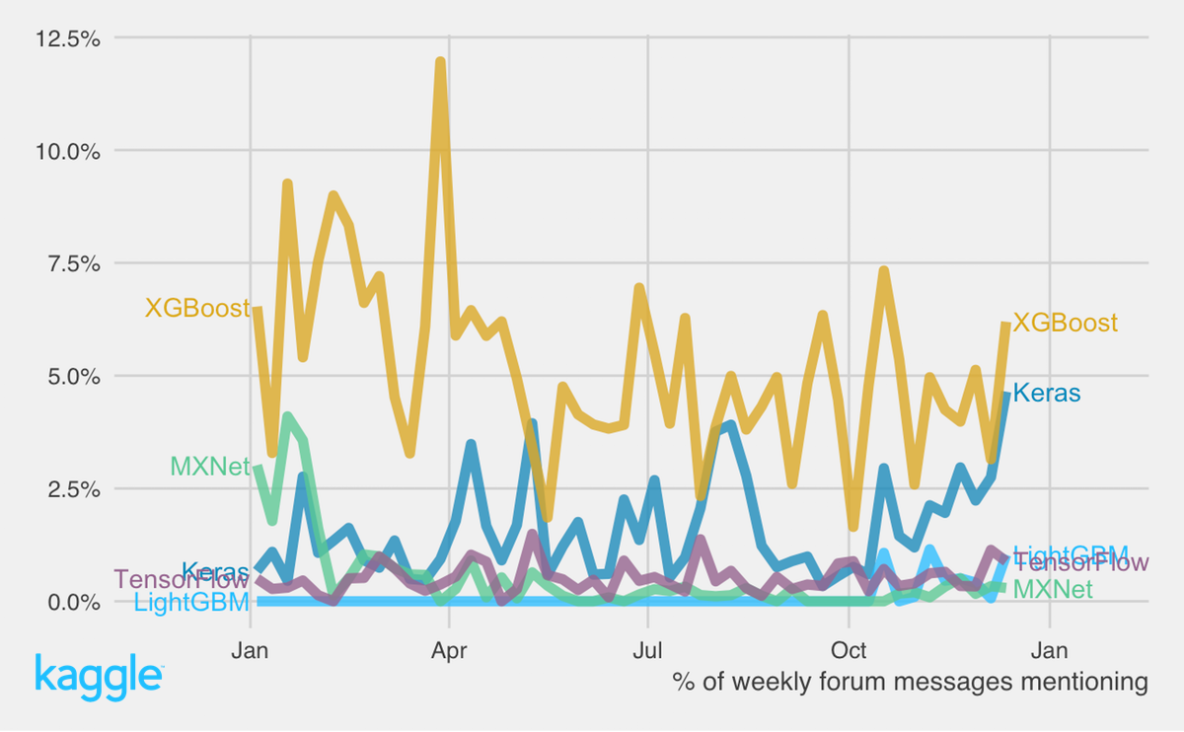 12.5%
10.0%
7.5%
XGBoost
XGBoost
5.0%
Keras
MXNet
2.5%
LightGBM
Keras
TensorFlow
TensorFlow
MXNet
0.0%
LightGBM
Jan Apr Jul Oct Jan
kaggle
% of weekly forum messages mentioning